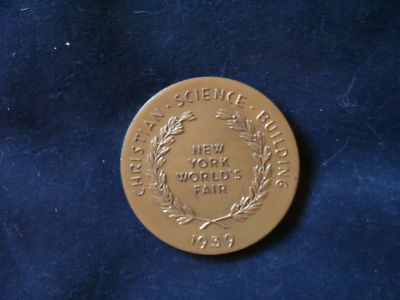 CHRISTIAN · SCIENCE · BUILDING
NEW
YORK
WORLD'S
FAIR
1939